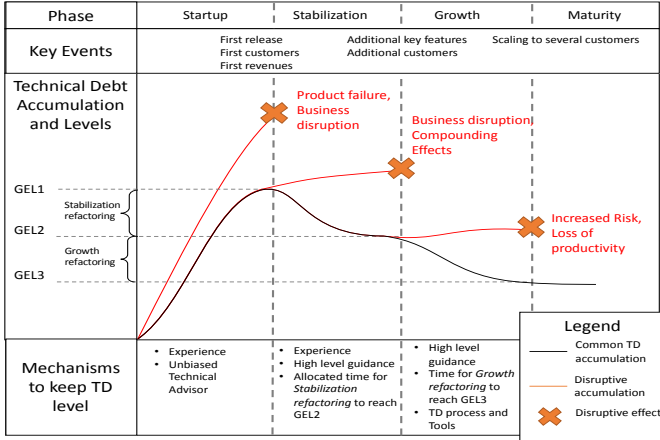 Phase
Startup
Stabilization
Growth
Maturity
Key Events
First release
First customers
First revenues
Additional key features
Additional customers
Scaling to several customers
Technical Debt
Accumulation
and Levels
Product failure,
Business
disruption
Business disruption,
Compounding
Effects
GEL1
Stabilization
refactoring
GEL2
Increased Risk,
Loss of
productivity
Growth
refactoring
GEL3
Mechanisms
to keep TD
level
• Experience
• Unbiased
Technical
Advisor
• Experience
• High level guidance
• Allocated time for
Stabilization
refactoring to reach
GEL2
• High level
guidance
• Time for Growth
refactoring to
reach GEL3
• TD process and
Tools
Legend
Common TD
accumulation
Disruptive
accumulation
Disruptive effect